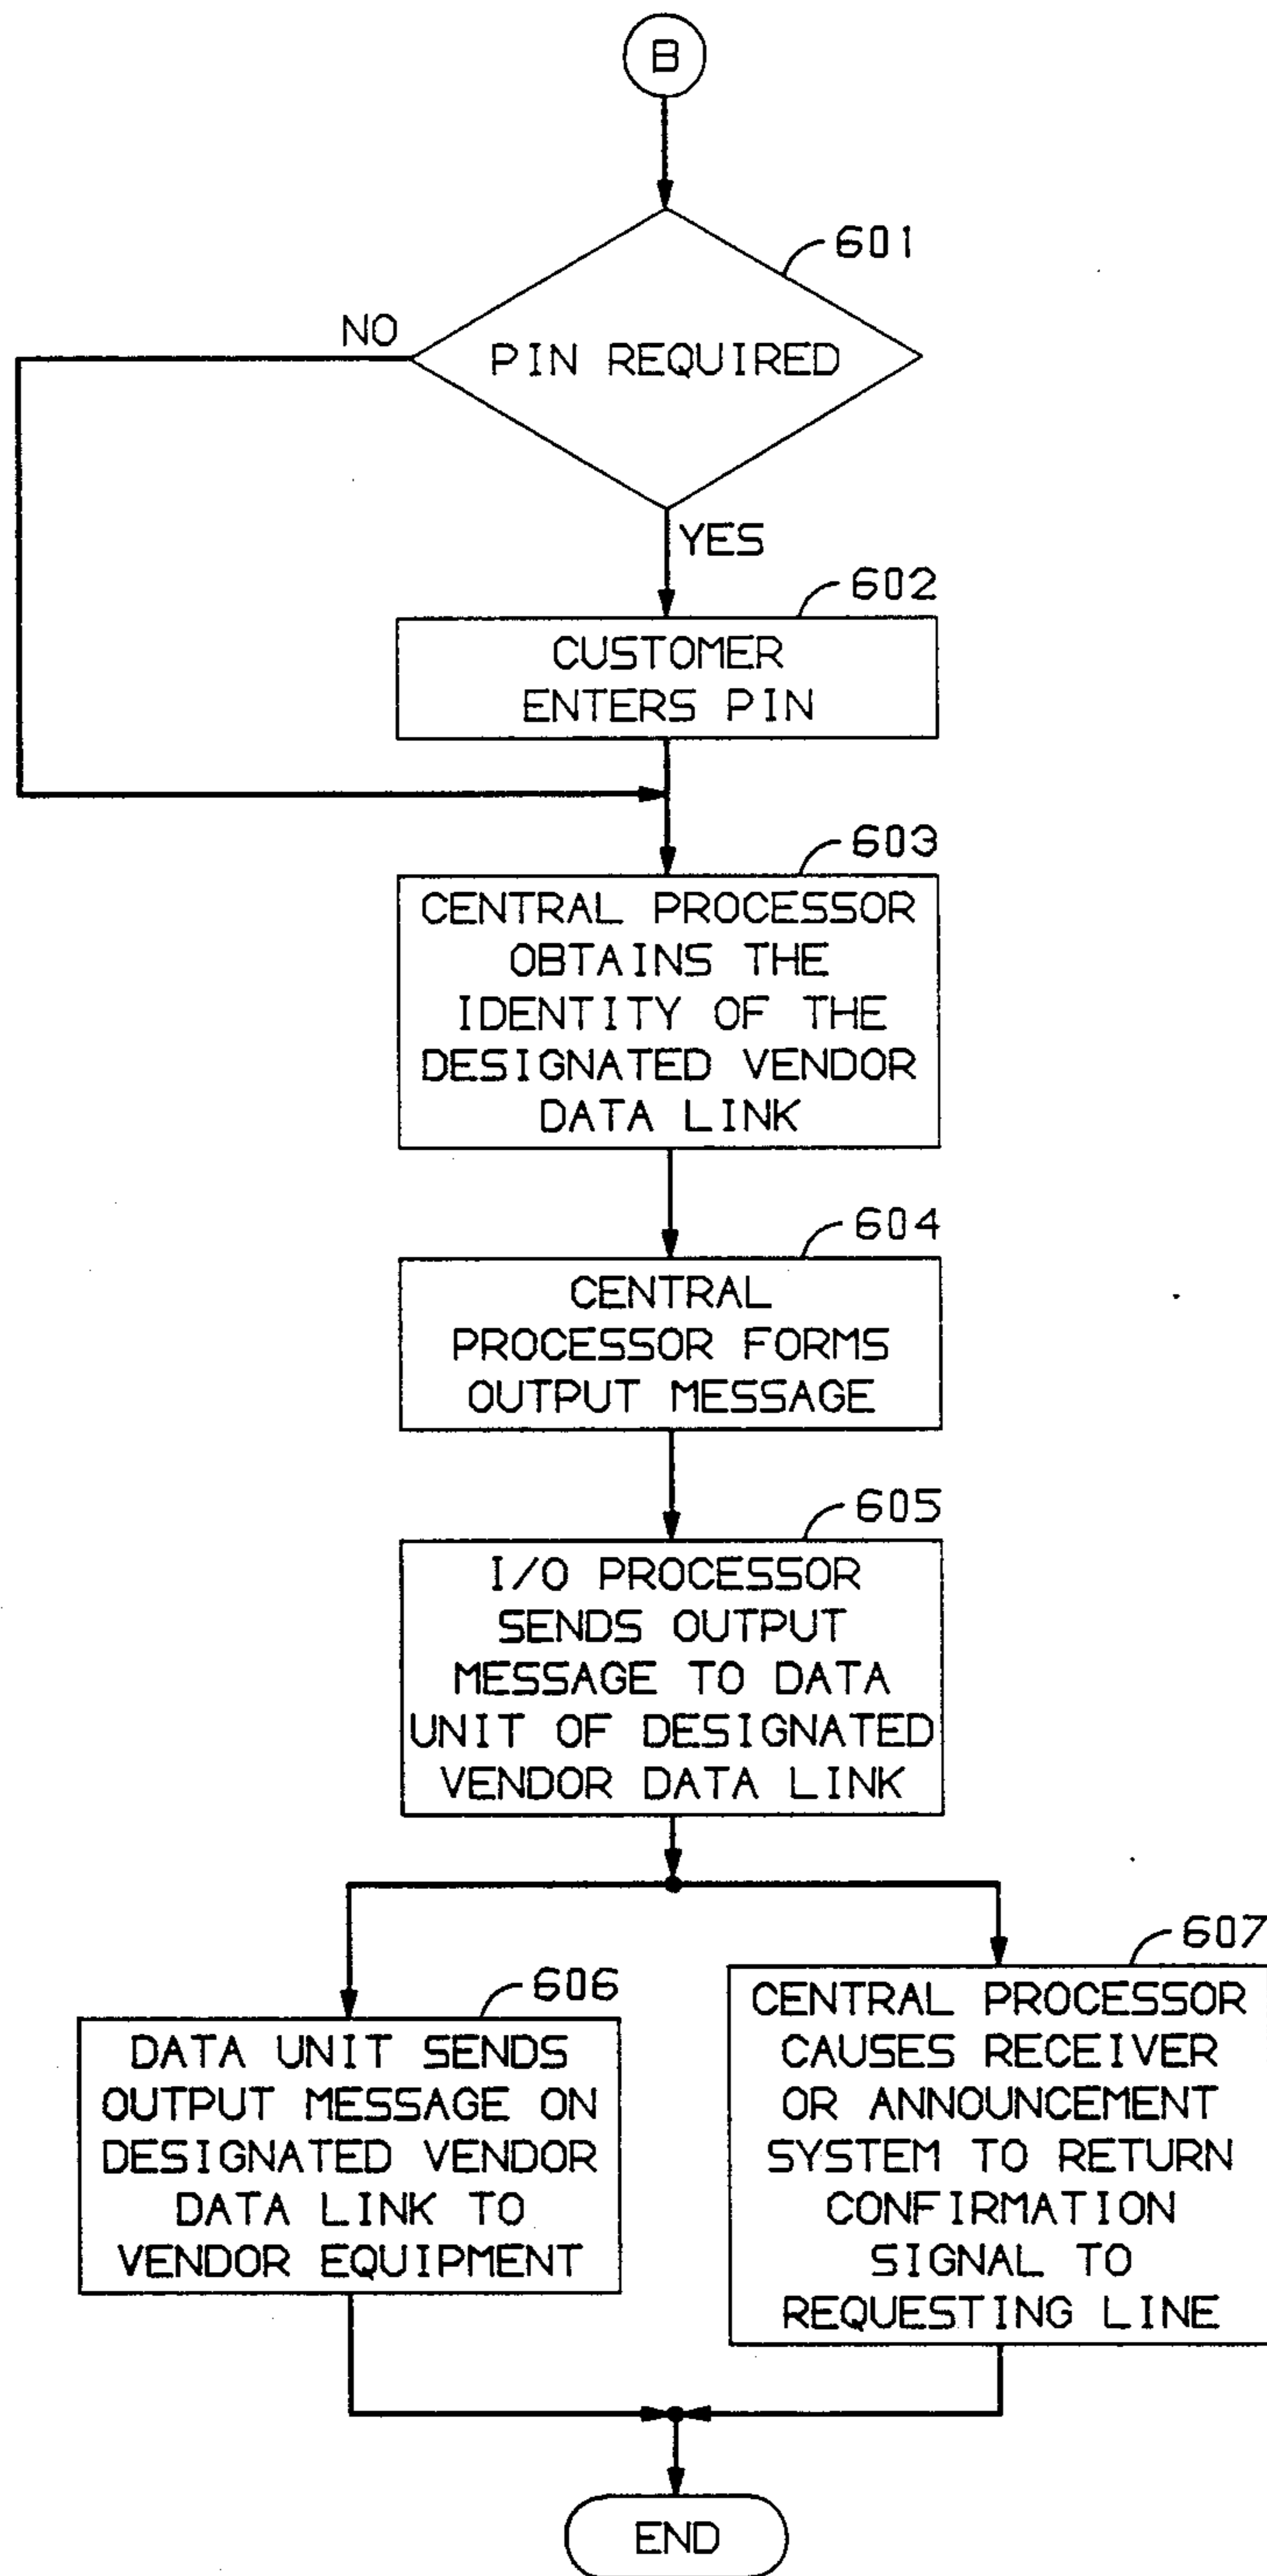 B
601
NO
PIN REQUIRED
YES
602
CUSTOMER
ENTERS PIN
603
CENTRAL PROCESSOR
OBTAINS THE
IDENTITY OF THE
DESIGNATED VENDOR
DATA LINK
604
CENTRAL
PROCESSOR FORMS
OUTPUT MESSAGE
605
I/O PROCESSOR
SENDS OUTPUT
MESSAGE TO DATA
UNIT OF DESIGNATED
VENDOR DATA LINK
606
DATA UNIT SENDS
OUTPUT MESSAGE ON
DESIGNATED VENDOR
DATA LINK TO
VENDOR EQUIPMENT
607
CENTRAL PROCESSOR
CAUSES RECEIVER
OR ANNOUNCEMENT
SYSTEM TO RETURN
CONFIRMATION
SIGNAL TO
REQUESTING LINE
END